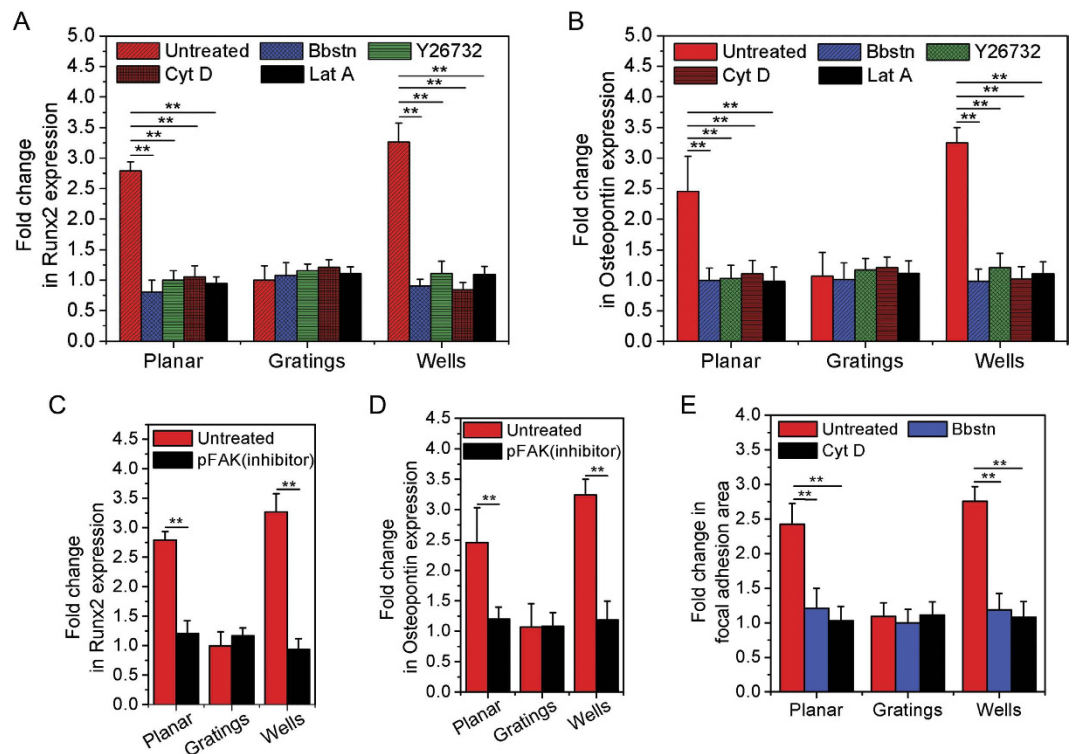 A
Fold change
in Runx2 expression
5.0
4.5
4.0
3.5
3.0
2.5
2.0
1.5
1.0
0.5
0.0
Untreated Bbstn Y26732
Cyt D Lat A
**
**
**
**
**
**
**
**
Planar Gratings Wells
B
Fold change
in Osteopontin expression
5.0
4.5
4.0
3.5
3.0
2.5
2.0
1.5
1.0
0.5
0.0
Untreated Bbstn Y26732
Cyt D Lat A
**
**
**
**
**
**
**
**
Planar Gratings Wells
C
Fold change
in Runx2 expression
4.5
4.0
3.5
3.0
2.5
2.0
1.5
1.0
0.5
0.0
Untreated
pFAK(inhibitor)
**
**
Planar Gratings Wells
D
Fold change
in Osteopontin expression
4.5
4.0
3.5
3.0
2.5
2.0
1.5
1.0
0.5
0.0
Untreated
pFAK(inhibitor)
**
**
Planar Gratings Wells
E
Fold change in
focal adhesion area
4.0
3.5
3.0
2.5
2.0
1.5
1.0
0.5
0.0
Untreated Bbstn
Cyt D
**
**
**
**
Planar Gratings Wells